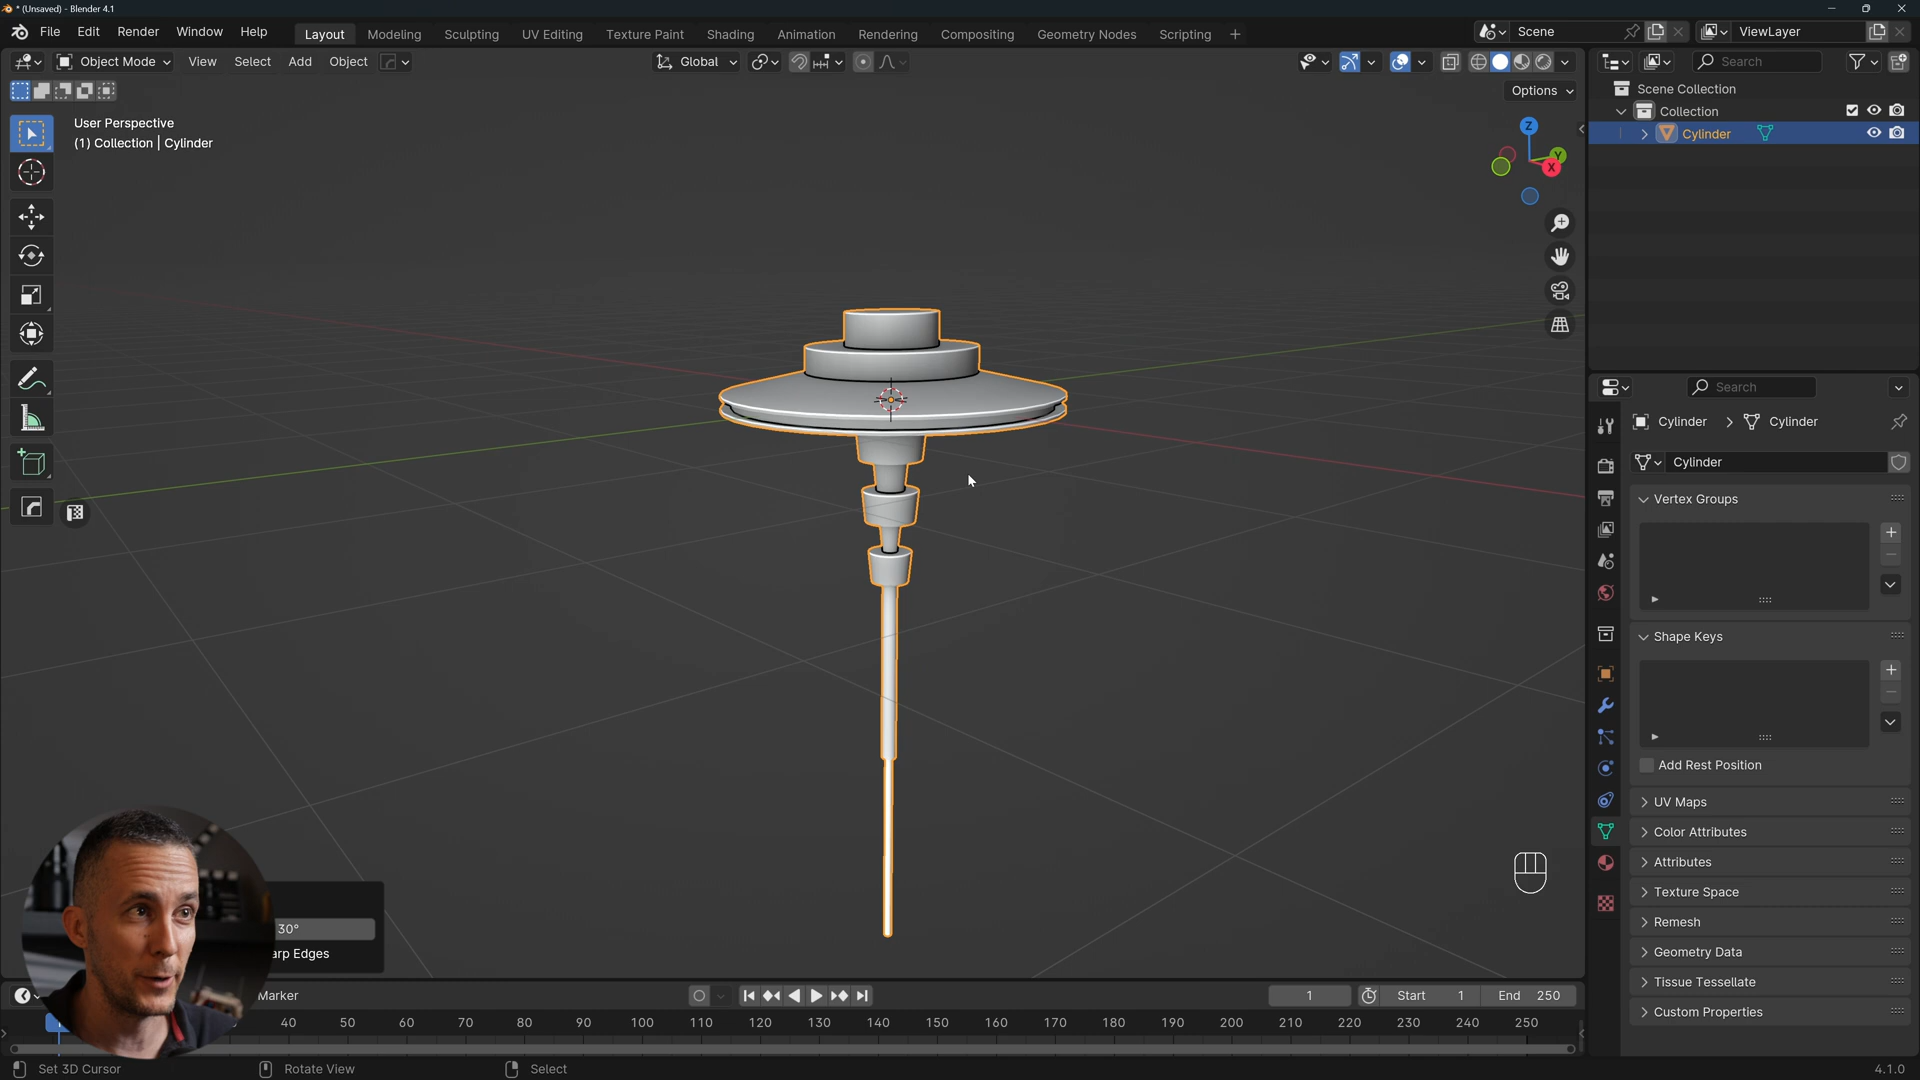 * (Unsaved) - Blender 4.1
File Edit Render Window Help
Layout Modeling Sculpting UV Editing Texture Paint Shading Animation Rendering Compositing Geometry Nodes Scripting +
Scene
ViewLayer
Object Mode View Select Add Object
Global
Search
Options
User Perspective
(1) Collection | Cylinder
Z
Y
X
Scene Collection
Collection
Cylinder
Search
Cylinder > Cylinder
Cylinder
Vertex Groups
Shape Keys
Add Rest Position
UV Maps
Color Attributes
Attributes
Texture Space
Remesh
Geometry Data
Tissue Tessellate
Custom Properties
30°
arp Edges
Marker
1
Start 1
End 250
40 50 60 70 80 90 100 110 120 130 140 150 160 170 180 190 200 210 220 230 240 250
Set 3D Cursor
Rotate View
Select
4.1.0